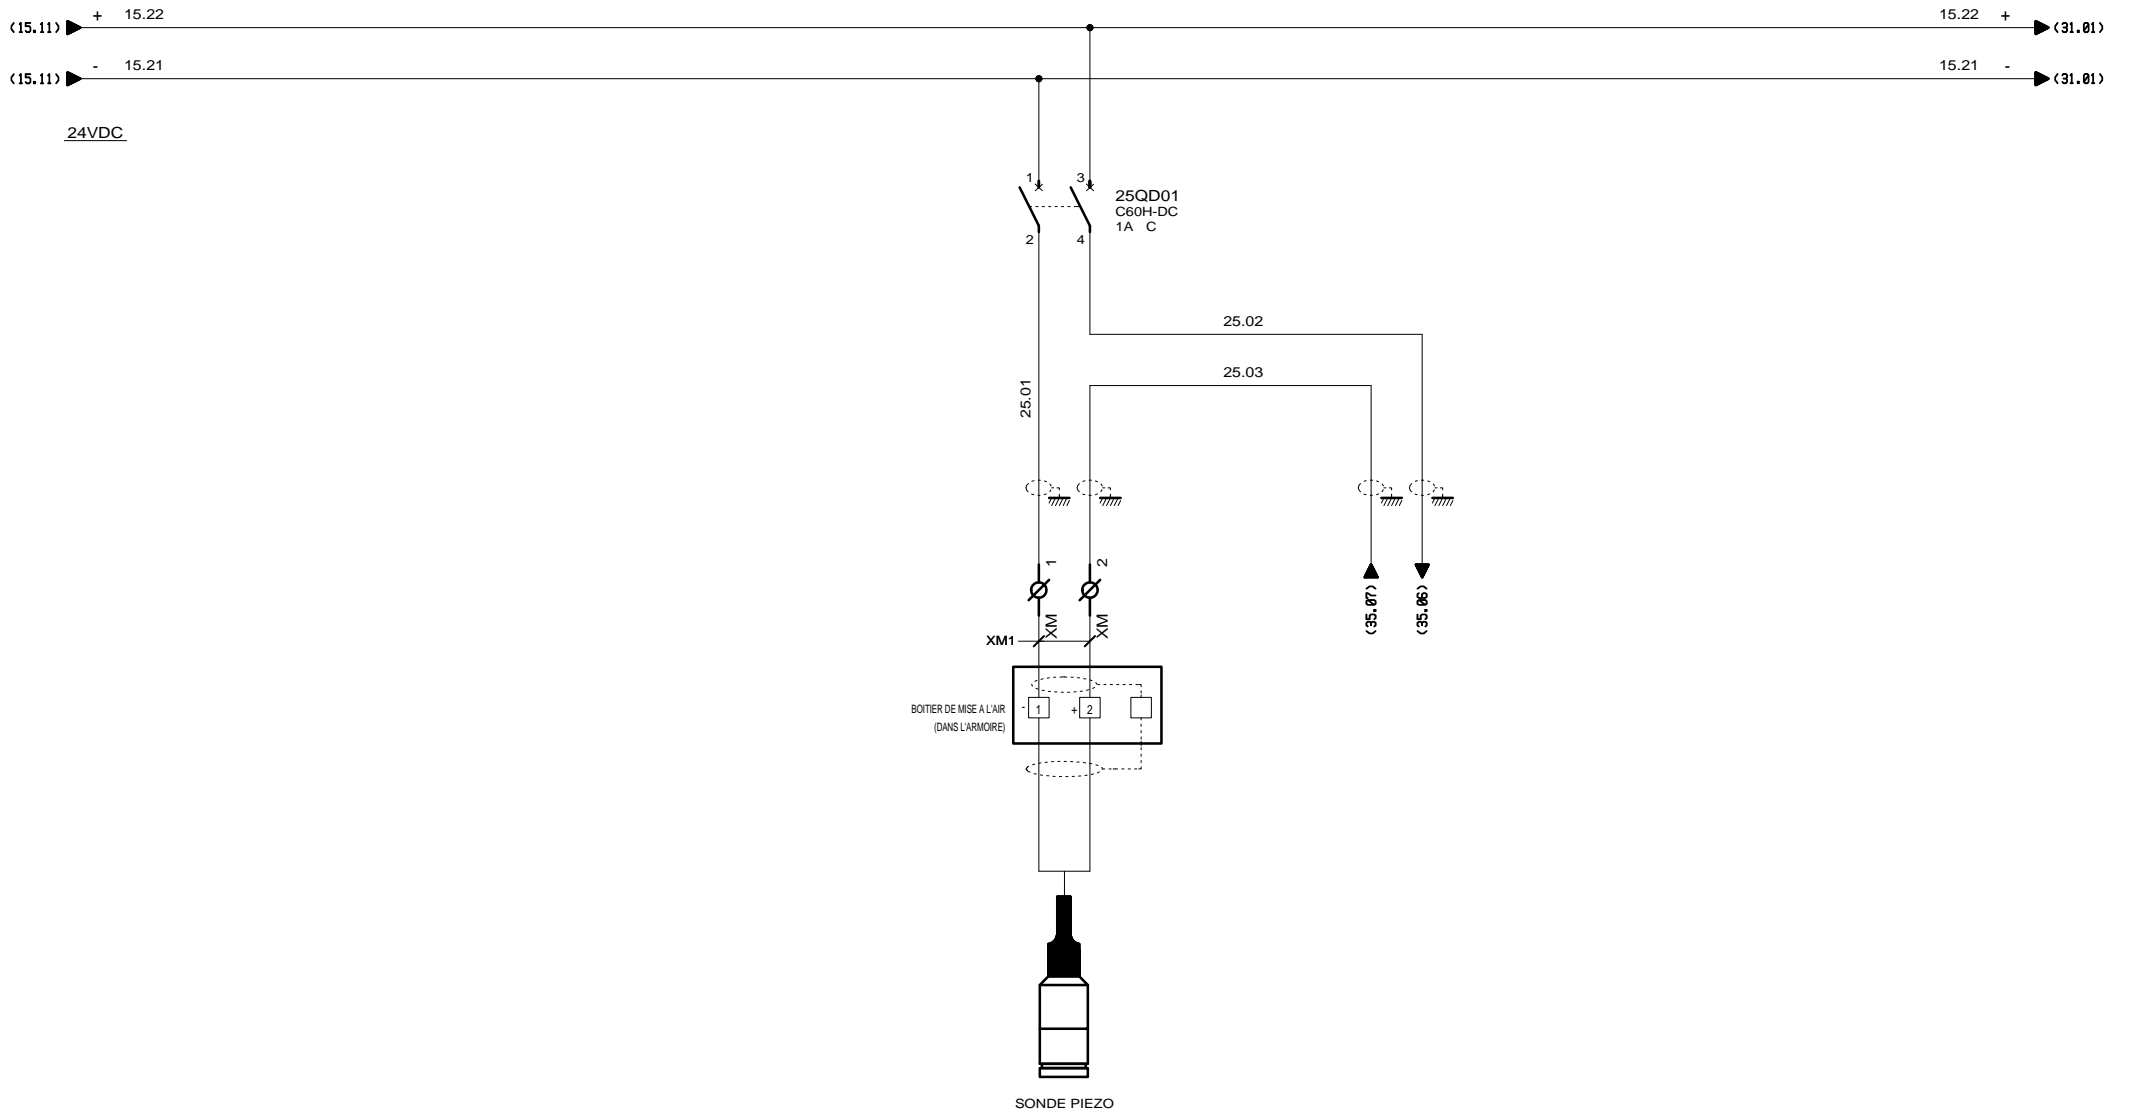 (15.11) + 15.22 15.22 + (31.01)
(15.11) - 15.21 15.21 - (31.01)
24VDC
1 3 25QD01
C60H-DC
1A C
2 4
25.02
25.03
25.01
1 2
XM XM
(35.07) (35.06)
XM1
BOITIER DE MISE A L'AIR
(DANS L'ARMOIRE)
- 1 + 2
SONDE PIEZO